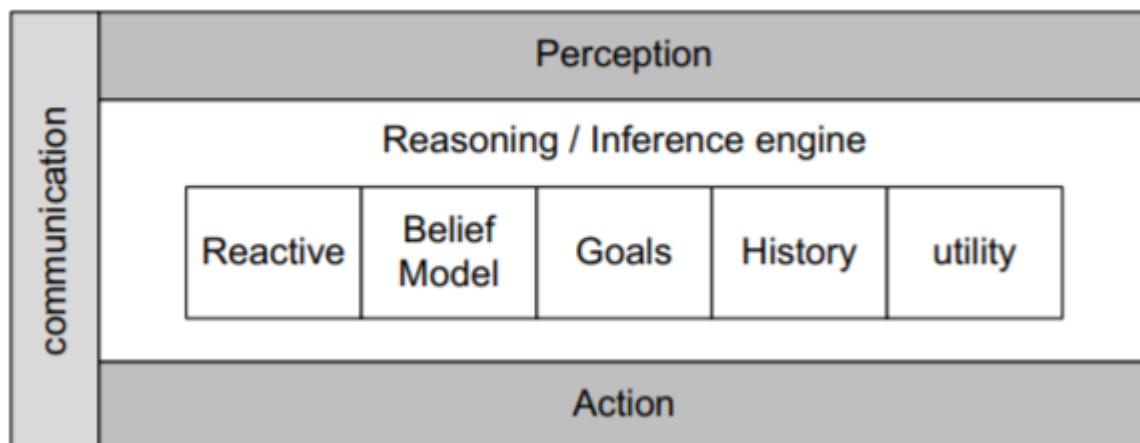 communication
Perception
Reasoning / Inference engine
Reactive
Belief
Model
Goals
History
utility
Action